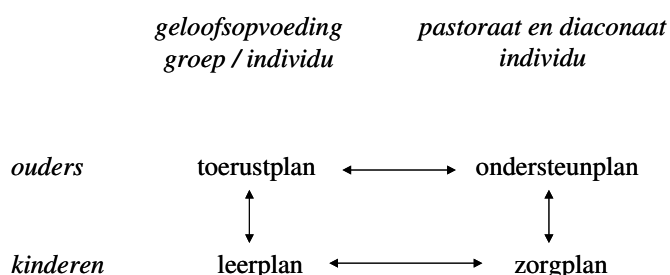 geloofsopvoeding pastoraat en diaconaat
groep / individu individu
ouders toerustplan ondersteunplan
kinderen leerplan zorgplan